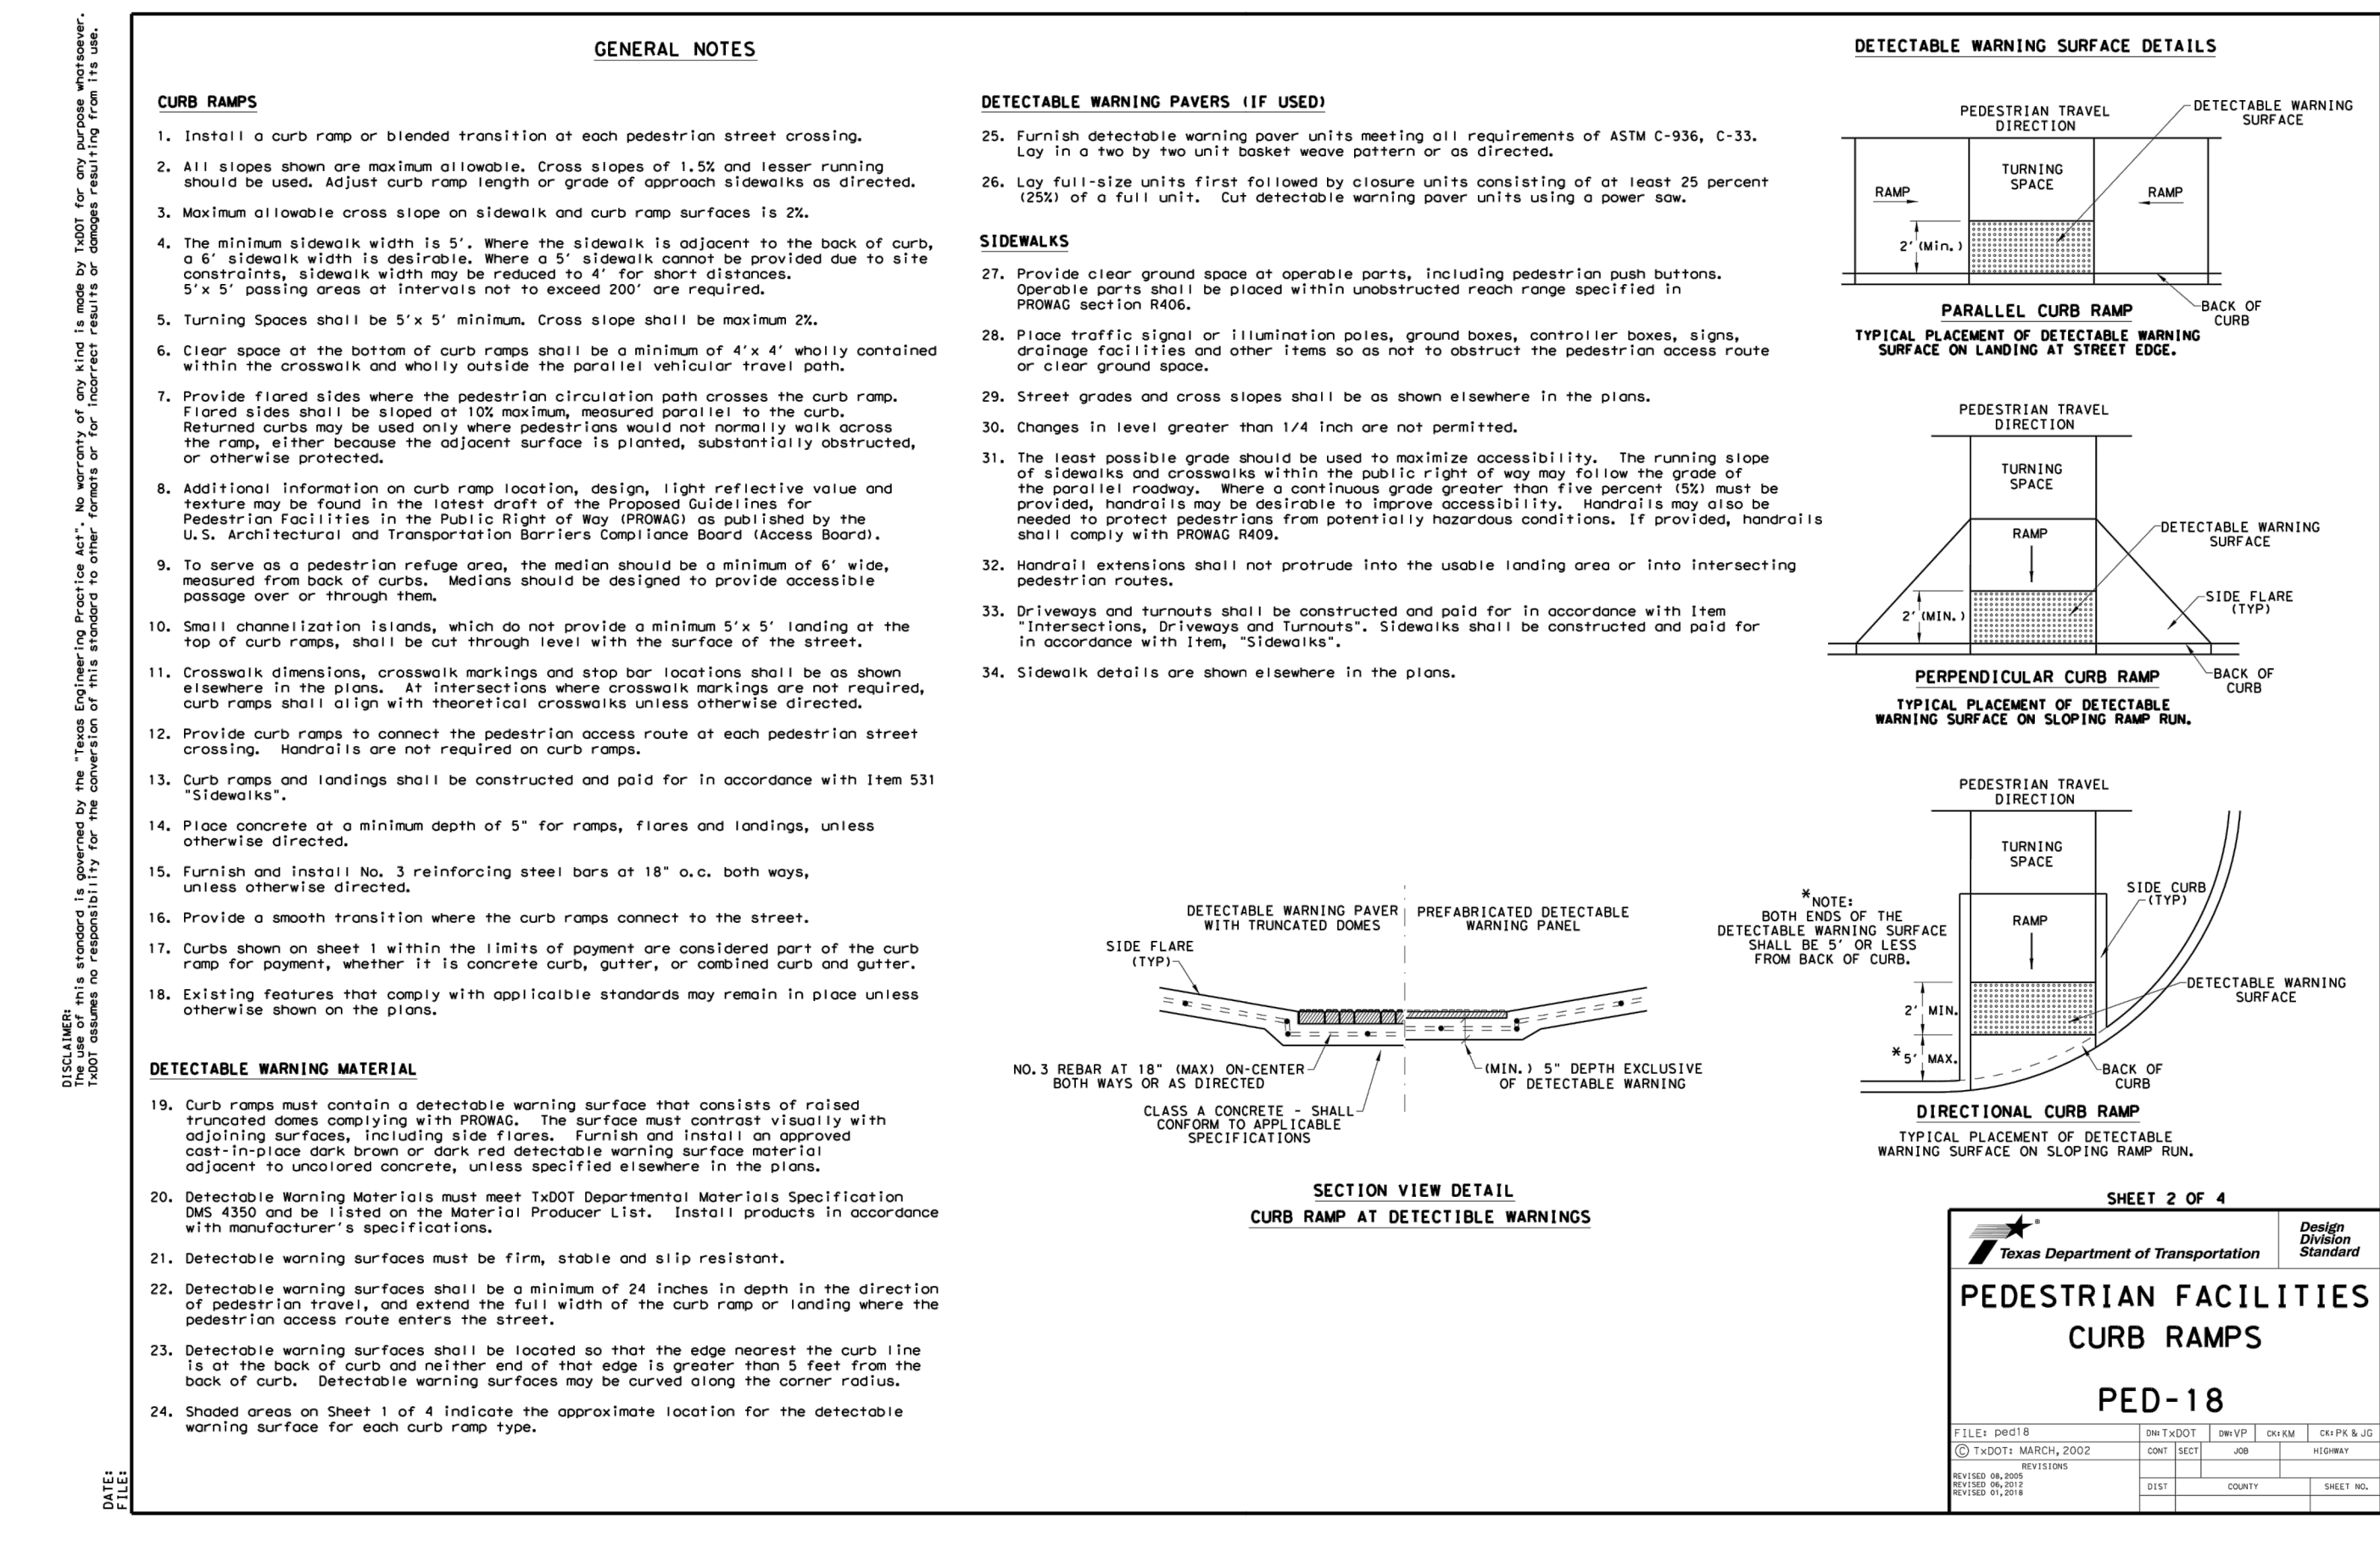 DISCLAIMER:
The use of this standard is governed by the "Texas Engineering Practice Act". No warranty of any kind is made by TxDOT for any purpose whatsoever.
TxDOT assumes no responsibility for the conversion of this standard to other formats or for incorrect results or damages resulting from its use.
DATE:
FILE:
GENERAL NOTES
CURB RAMPS
1. Install a curb ramp or blended transition at each pedestrian street crossing.
2. All slopes shown are maximum allowable. Cross slopes of 1.5% and lesser running
should be used. Adjust curb ramp length or grade of approach sidewalks as directed.
3. Maximum allowable cross slope on sidewalk and curb ramp surfaces is 2%.
4. The minimum sidewalk width is 5'. Where the sidewalk is adjacent to the back of curb,
a 6' sidewalk width is desirable. Where a 5' sidewalk cannot be provided due to site
constraints, sidewalk width may be reduced to 4' for short distances.
5'x 5' passing areas at intervals not to exceed 200' are required.
5. Turning Spaces shall be 5'x 5' minimum. Cross slope shall be maximum 2%.
6. Clear space at the bottom of curb ramps shall be a minimum of 4'x 4' wholly contained
within the crosswalk and wholly outside the parallel vehicular travel path.
7. Provide flared sides where the pedestrian circulation path crosses the curb ramp.
Flared sides shall be sloped at 10% maximum, measured parallel to the curb.
Returned curbs may be used only where pedestrians would not normally walk across
the ramp, either because the adjacent surface is planted, substantially obstructed,
or otherwise protected.
8. Additional information on curb ramp location, design, light reflective value and
texture may be found in the latest draft of the Proposed Guidelines for
Pedestrian Facilities in the Public Right of Way (PROWAG) as published by the
U.S. Architectural and Transportation Barriers Compliance Board (Access Board).
9. To serve as a pedestrian refuge area, the median should be a minimum of 6' wide,
measured from back of curbs. Medians should be designed to provide accessible
passage over or through them.
10. Small channelization islands, which do not provide a minimum 5'x 5' landing at the
top of curb ramps, shall be cut through level with the surface of the street.
11. Crosswalk dimensions, crosswalk markings and stop bar locations shall be as shown
elsewhere in the plans. At intersections where crosswalk markings are not required,
curb ramps shall align with theoretical crosswalks unless otherwise directed.
12. Provide curb ramps to connect the pedestrian access route at each pedestrian street
crossing. Handrails are not required on curb ramps.
13. Curb ramps and landings shall be constructed and paid for in accordance with Item 531
"Sidewalks".
14. Place concrete at a minimum depth of 5" for ramps, flares and landings, unless
otherwise directed.
15. Furnish and install No. 3 reinforcing steel bars at 18" o.c. both ways,
unless otherwise directed.
16. Provide a smooth transition where the curb ramps connect to the street.
17. Curbs shown on sheet 1 within the limits of payment are considered part of the curb
ramp for payment, whether it is concrete curb, gutter, or combined curb and gutter.
18. Existing features that comply with applicalble standards may remain in place unless
otherwise shown on the plans.
DETECTABLE WARNING MATERIAL
19. Curb ramps must contain a detectable warning surface that consists of raised
truncated domes complying with PROWAG. The surface must contrast visually with
adjoining surfaces, including side flares. Furnish and install an approved
cast-in-place dark brown or dark red detectable warning surface material
adjacent to uncolored concrete, unless specified elsewhere in the plans.
20. Detectable Warning Materials must meet TxDOT Departmental Materials Specification
DMS 4350 and be listed on the Material Producer List. Install products in accordance
with manufacturer's specifications.
21. Detectable warning surfaces must be firm, stable and slip resistant.
22. Detectable warning surfaces shall be a minimum of 24 inches in depth in the direction
of pedestrian travel, and extend the full width of the curb ramp or landing where the
pedestrian access route enters the street.
23. Detectable warning surfaces shall be located so that the edge nearest the curb line
is at the back of curb and neither end of that edge is greater than 5 feet from the
back of curb. Detectable warning surfaces may be curved along the corner radius.
24. Shaded areas on Sheet 1 of 4 indicate the approximate location for the detectable
warning surface for each curb ramp type.
DETECTABLE WARNING PAVERS (IF USED)
25. Furnish detectable warning paver units meeting all requirements of ASTM C-936, C-33.
Lay in a two by two unit basket weave pattern or as directed.
26. Lay full-size units first followed by closure units consisting of at least 25 percent
(25%) of a full unit. Cut detectable warning paver units using a power saw.
SIDEWALKS
27. Provide clear ground space at operable parts, including pedestrian push buttons.
Operable parts shall be placed within unobstructed reach range specified in
PROWAG section R406.
28. Place traffic signal or illumination poles, ground boxes, controller boxes, signs,
drainage facilities and other items so as not to obstruct the pedestrian access route
or clear ground space.
29. Street grades and cross slopes shall be as shown elsewhere in the plans.
30. Changes in level greater than 1/4 inch are not permitted.
31. The least possible grade should be used to maximize accessibility. The running slope
of sidewalks and crosswalks within the public right of way may follow the grade of
the parallel roadway. Where a continuous grade greater than five percent (5%) must be
provided, handrails may be desirable to improve accessibility. Handrails may also be
needed to protect pedestrians from potentially hazardous conditions. If provided, handrails
shall comply with PROWAG R409.
32. Handrail extensions shall not protrude into the usable landing area or into intersecting
pedestrian routes.
33. Driveways and turnouts shall be constructed and paid for in accordance with Item
"Intersections, Driveways and Turnouts". Sidewalks shall be constructed and paid for
in accordance with Item, "Sidewalks".
34. Sidewalk details are shown elsewhere in the plans.
DETECTABLE WARNING PAVER
WITH TRUNCATED DOMES
PREFABRICATED DETECTABLE
WARNING PANEL
SIDE FLARE
(TYP)
NO.3 REBAR AT 18" (MAX) ON-CENTER
BOTH WAYS OR AS DIRECTED
(MIN.) 5" DEPTH EXCLUSIVE
OF DETECTABLE WARNING
CLASS A CONCRETE - SHALL
CONFORM TO APPLICABLE
SPECIFICATIONS
SECTION VIEW DETAIL
CURB RAMP AT DETECTIBLE WARNINGS
DETECTABLE WARNING SURFACE DETAILS
PEDESTRIAN TRAVEL
DIRECTION
DETECTABLE WARNING
SURFACE
TURNING
SPACE
RAMP
RAMP
2' (Min.)
BACK OF
CURB
PARALLEL CURB RAMP
TYPICAL PLACEMENT OF DETECTABLE WARNING
SURFACE ON LANDING AT STREET EDGE.
PEDESTRIAN TRAVEL
DIRECTION
TURNING
SPACE
RAMP
DETECTABLE WARNING
SURFACE
SIDE FLARE
(TYP)
2' (MIN.)
BACK OF
CURB
PERPENDICULAR CURB RAMP
TYPICAL PLACEMENT OF DETECTABLE
WARNING SURFACE ON SLOPING RAMP RUN.
PEDESTRIAN TRAVEL
DIRECTION
TURNING
SPACE
SIDE CURB
(TYP)
*NOTE:
BOTH ENDS OF THE
DETECTABLE WARNING SURFACE
SHALL BE 5' OR LESS
FROM BACK OF CURB.
RAMP
DETECTABLE WARNING
SURFACE
2' MIN.
*5' MAX.
BACK OF
CURB
DIRECTIONAL CURB RAMP
TYPICAL PLACEMENT OF DETECTABLE
WARNING SURFACE ON SLOPING RAMP RUN.
SHEET 2 OF 4
®
Texas Department of Transportation
Design
Division
Standard
PEDESTRIAN FACILITIES
CURB RAMPS
PED-18
FILE: ped18 DN: TxDOT DW: VP CK: KM CK: PK & JG
© TxDOT: MARCH, 2002 CONT SECT JOB HIGHWAY
REVISIONS
REVISED 08,2005
REVISED 06,2012
REVISED 01,2018
DIST COUNTY SHEET NO.